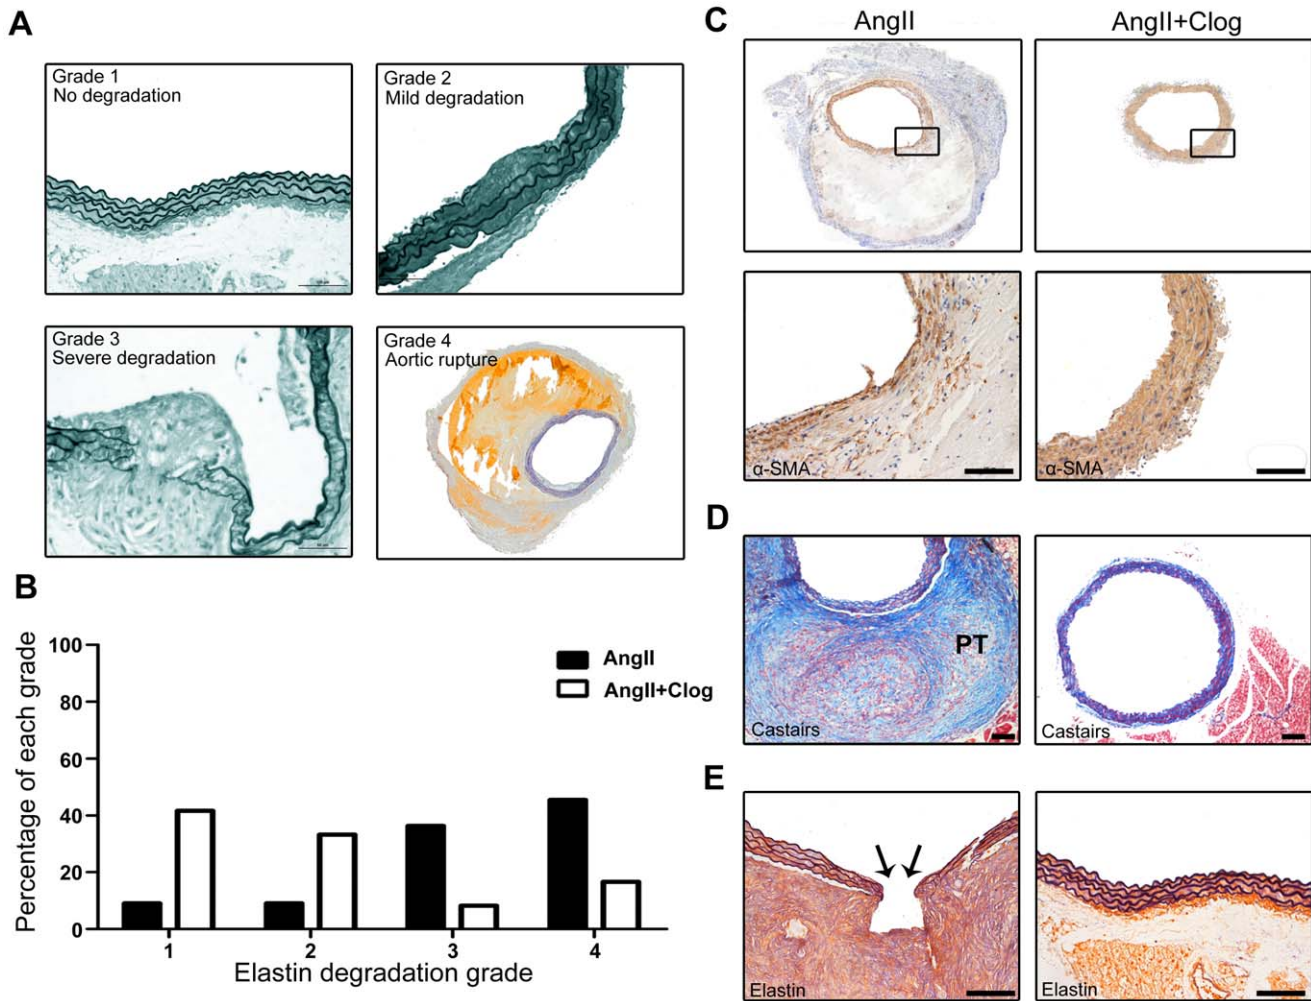 A
Grade 1
No degradation
Grade 2
Mild degradation
Grade 3
Severe degradation
Grade 4
Aortic rupture
B
Percentage of each grade
100
80
60
40
20
0
AngII
AngII+Clog
1 2 3 4
Elastin degradation grade
C
AngII AngII+Clog
α-SMA α-SMA
D
PT
Castairs Castairs
E
Elastin Elastin